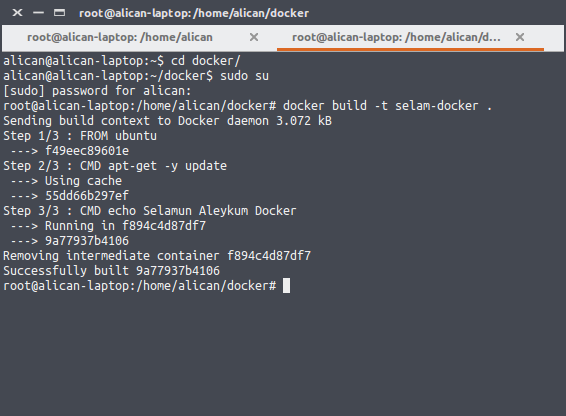 root@alican-laptop: /home/alican/docker
root@alican-laptop: /home/alican
root@alican-laptop: /home/alican/d...
alican@alican-laptop:~$ cd docker/
alican@alican-laptop:~/docker$ sudo su
[sudo] password for alican:
root@alican-laptop:/home/alican/docker# docker build -t selam-docker .
Sending build context to Docker daemon 3.072 kB
Step 1/3 : FROM ubuntu
 ---> f49eec89601e
Step 2/3 : CMD apt-get -y update
 ---> Using cache
 ---> 55dd66b297ef
Step 3/3 : CMD echo Selamun Aleykum Docker
 ---> Running in f894c4d87df7
 ---> 9a77937b4106
Removing intermediate container f894c4d87df7
Successfully built 9a77937b4106
root@alican-laptop:/home/alican/docker#